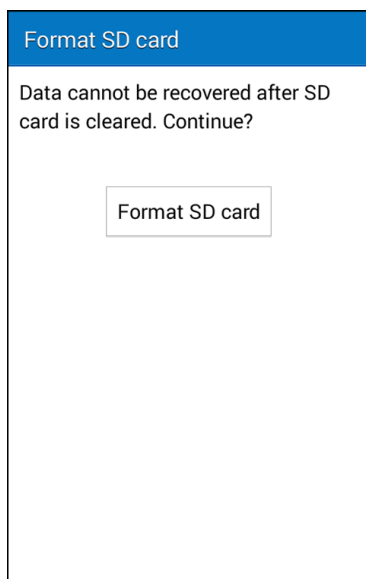 Format SD card
Data cannot be recovered after SD
card is cleared. Continue?
Format SD card